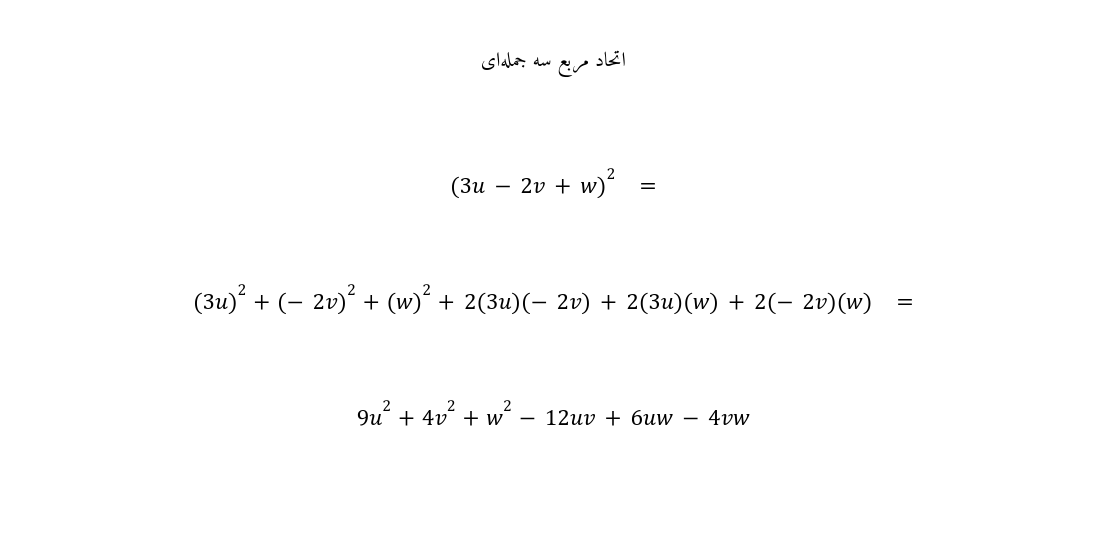 اتحاد مربع سه جمله‌ای
(3u − 2v + w)² =
(3u)² + (− 2v)² + (w)² + 2(3u)(− 2v) + 2(3u)(w) + 2(− 2v)(w) =
9u² + 4v² + w² − 12uv + 6uw − 4vw